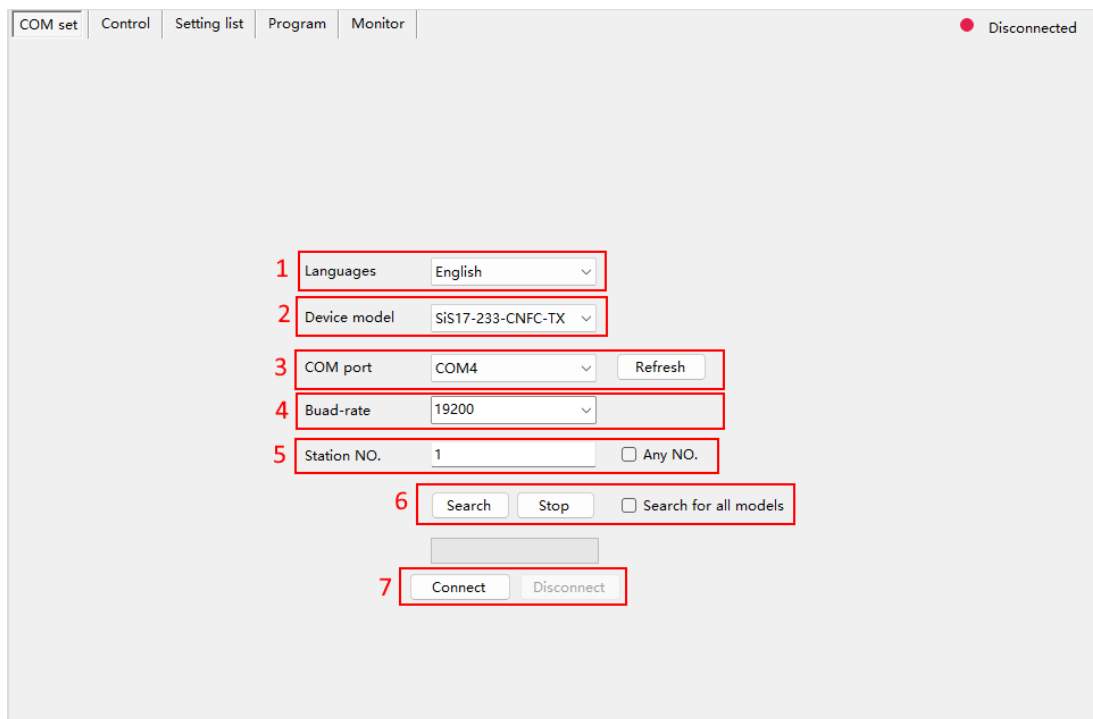 COM set Control Setting list Program Monitor Disconnected
1 Languages English
2 Device model SiS17-233-CNFC-TX
3 COM port COM4 Refresh
4 Buad-rate 19200
5 Station NO. 1 Any NO.
6 Search Stop Search for all models
7 Connect Disconnect